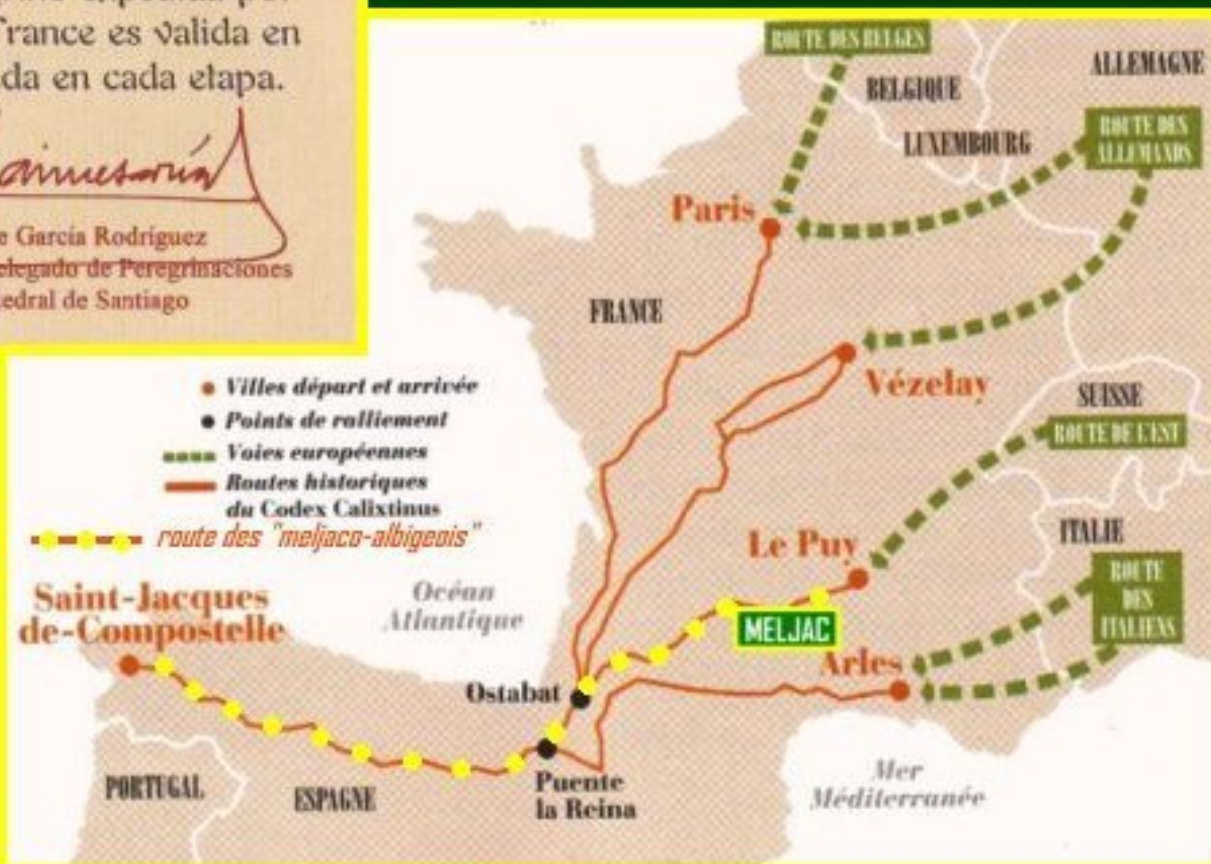 France es valida en
da en cada etapa.
García Rodríguez
elegado de Peregrinaciones
edral de Santiago
ROUTE DES BELGES
BELGIQUE
ALLEMAGNE
LUXEMBOURG
ROUTE DES
ALLEMANDS
Paris
FRANCE
Vézelay
SUISSE
ROUTE DE L'EST
Villes départ et arrivée
Points de ralliement
Voies européennes
Routes historiques
du Codex Calixtinus
route des "meljaco-albigeois"
ITALIE
Le Puy
ROUTE
DES
ITALIENS
MELJAC
Arles
Saint-Jacques
de-Compostelle
Océan
Atlantique
Ostabat
Puente
la Reina
PORTUGAL
ESPAGNE
Mer
Méditerranée